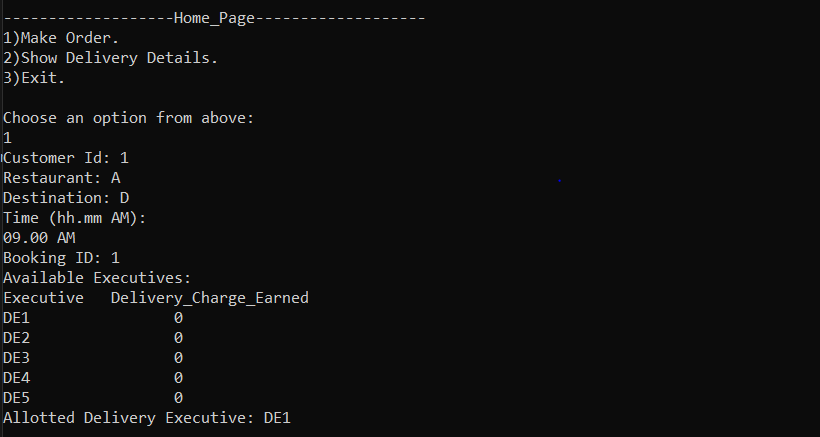 -------------------Home_Page-------------------
1)Make Order.
2)Show Delivery Details.
3)Exit.
Choose an option from above:
1
Customer Id: 1
Restaurant: A
Destination: D
Time (hh.mm AM):
09.00 AM
Booking ID: 1
Available Executives:
Executive   Delivery_Charge_Earned
DE1                0
DE2                0
DE3                0
DE4                0
DE5                0
Allotted Delivery Executive: DE1